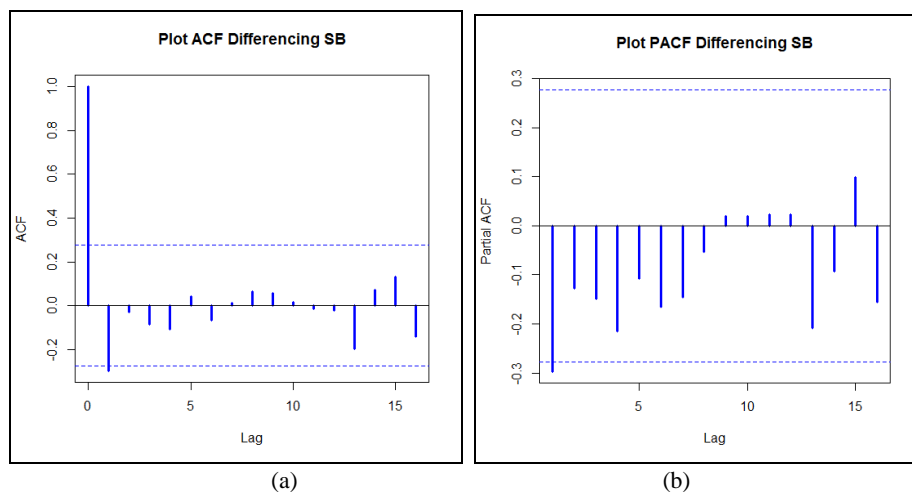 Plot ACF Differencing SB
ACF
1.0
0.8
0.6
0.4
0.2
0.0
-0.2
0 5 10 15
Lag
(a)
Plot PACF Differencing SB
Partial ACF
0.3
0.2
0.1
0.0
-0.1
-0.2
-0.3
5 10 15
Lag
(b)